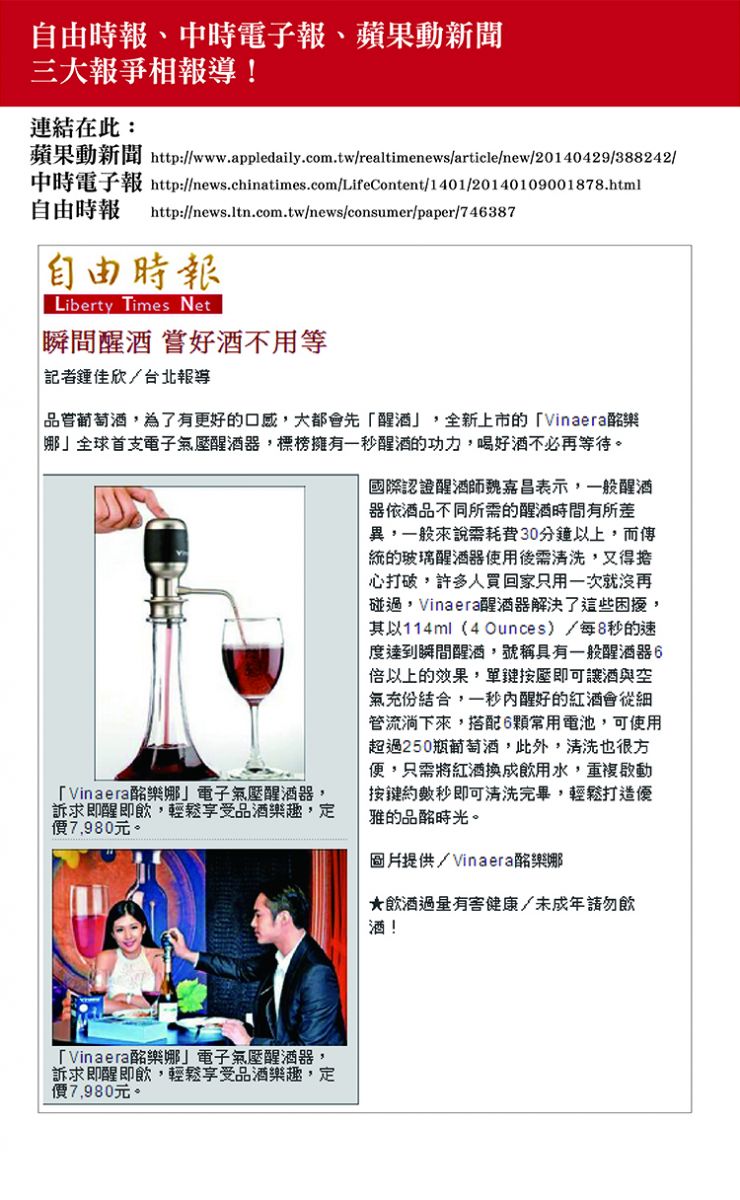 自由時報、中時電子報、蘋果動新聞
三大報爭相報導！
連結在此：
蘋果動新聞 http://www.appledaily.com.tw/realtimenews/article/new/20140429/388242/
中時電子報 http://news.chinatimes.com/LifeContent/1401/20140109001878.html
自由時報 http://news.ltn.com.tw/news/consumer/paper/746387
自由時報
Liberty Times Net
瞬間醒酒 嘗好酒不用等
記者鍾佳欣／台北報導
品嘗葡萄酒，為了有更好的口感，大都會先「醒酒」，全新上市的「Vinaera酩樂
娜」全球首支電子氣壓醒酒器，標榜擁有一秒醒酒的功力，喝好酒不必再等待。
「Vinaera酩樂娜」電子氣壓醒酒器，
訴求即醒即飲，輕鬆享受品酒樂趣，定
價7,980元。
「Vinaera酩樂娜」電子氣壓醒酒器，
訴求即醒即飲，輕鬆享受品酒樂趣，定
價7,980元。
國際認證醒酒師魏嘉昌表示，一般醒酒
器依酒品不同所需的醒酒時間有所差
異，一般來說需耗費30分鐘以上，而傳
統的玻璃醒酒器使用後需清洗，又得擔
心打破，許多人買回家只用一次就沒再
碰過，Vinaera醒酒器解決了這些困擾，
其以114ml（4 Ounces）／每8秒的速
度達到瞬間醒酒，號稱具有一般醒酒器6
倍以上的效果，單鍵按壓即可讓酒與空
氣充份結合，一秒內醒好的紅酒會從細
管流淌下來，搭配6顆常用電池，可使用
超過250瓶葡萄酒，此外，清洗也很方
便，只需將紅酒換成飲用水，重複啟動
按鍵約數秒即可清洗完畢，輕鬆打造優
雅的品酩時光。
圖片提供／Vinaera酩樂娜
★飲酒過量有害健康／未成年請勿飲
酒！